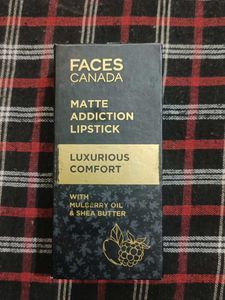 FACES
CANADA
MATTE
ADDICTION
LIPSTICK
LUXURIOUS
COMFORT
WITH
MULBERRY OIL
& SHEA BUTTER